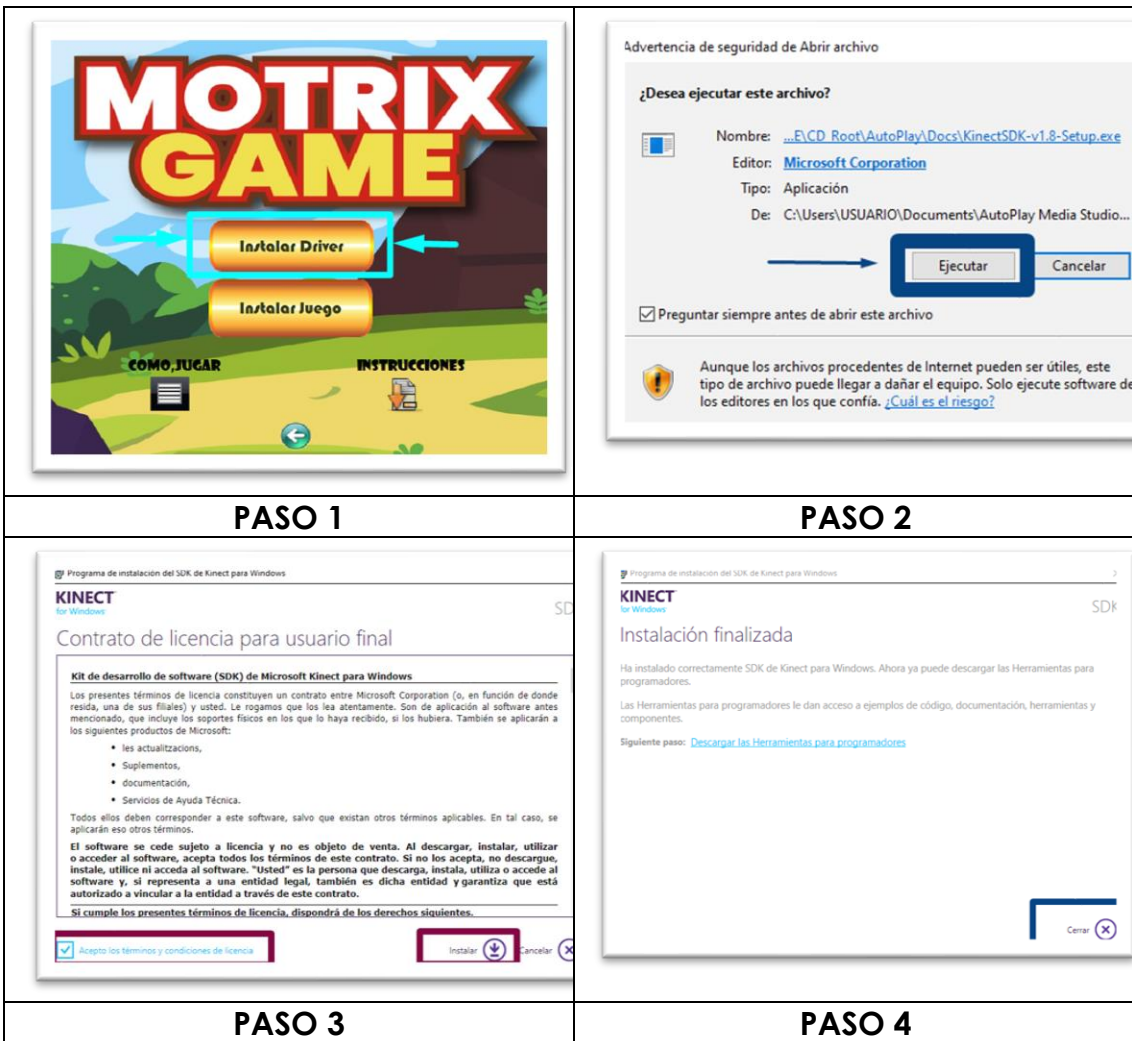 MOTRIX
GAME
Instalar Driver
Instalar Juego
COMO JUGAR
INSTRUCCIONES
Advertencia de seguridad de Abrir archivo
¿Desea ejecutar este archivo?
Nombre: ...E\CD_Root\AutoPlay\Docs\KinectSDK-v1.8-Setup.exe
Editor: Microsoft Corporation
Tipo: Aplicación
De: C:\Users\USUARIO\Documents\AutoPlay Media Studio...
Ejecutar Cancelar
Preguntar siempre antes de abrir este archivo
Aunque los archivos procedentes de Internet pueden ser útiles, este
tipo de archivo puede llegar a dañar el equipo. Solo ejecute software de
los editores en los que confía. ¿Cuál es el riesgo?
PASO 1
PASO 2
Programa de instalación del SDK de Kinect para Windows
KINECT
for Windows
SD
Contrato de licencia para usuario final
Kit de desarrollo de software (SDK) de Microsoft Kinect para Windows
Los presentes términos de licencia constituyen un contrato entre Microsoft Corporation (o, en función de donde
resida, una de sus filiales) y usted. Le rogamos que los lea atentamente. Son de aplicación al software antes
mencionado, que incluye los soportes físicos en los que lo haya recibido, si los hubiera. También se aplicarán a
los siguientes productos de Microsoft:
• les actualitzacions,
• Suplementos,
• documentación,
• Servicios de Ayuda Técnica.
Todos ellos deben corresponder a este software, salvo que existan otros términos aplicables. En tal caso, se
aplicarán eso otros términos.
El software se cede sujeto a licencia y no es objeto de venta. Al descargar, instalar, utilizar
o acceder al software, acepta todos los términos de este contrato. Si no los acepta, no descargue,
instale, utilice ni acceda al software. "Usted" es la persona que descarga, instala, utiliza o accede al
software y, si representa a una entidad legal, también es dicha entidad y garantiza que está
autorizado a vincular a la entidad a través de este contrato.
Si cumple los presentes términos de licencia, dispondrá de los derechos siguientes.
Acepto los términos y condiciones de licencia
Instalar Cancelar
Programa de instalación del SDK de Kinect para Windows
KINECT
for Windows
SDK
Instalación finalizada
Ha instalado correctamente SDK de Kinect para Windows. Ahora ya puede descargar las Herramientas para
programadores.
Las Herramientas para programadores le dan acceso a ejemplos de código, documentación, herramientas y
componentes.
Siguiente paso: Descargar las Herramientas para programadores
Cerrar
PASO 3
PASO 4